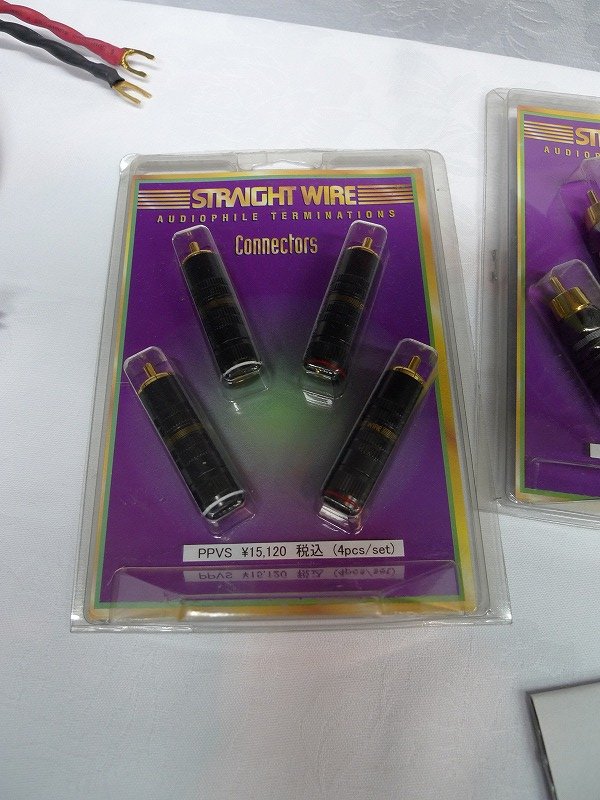 STRAIGHT WIRE
AUDIOPHILE TERMINATIONS
Connectors
PPVS ¥15,120 税込 (4pcs/set)